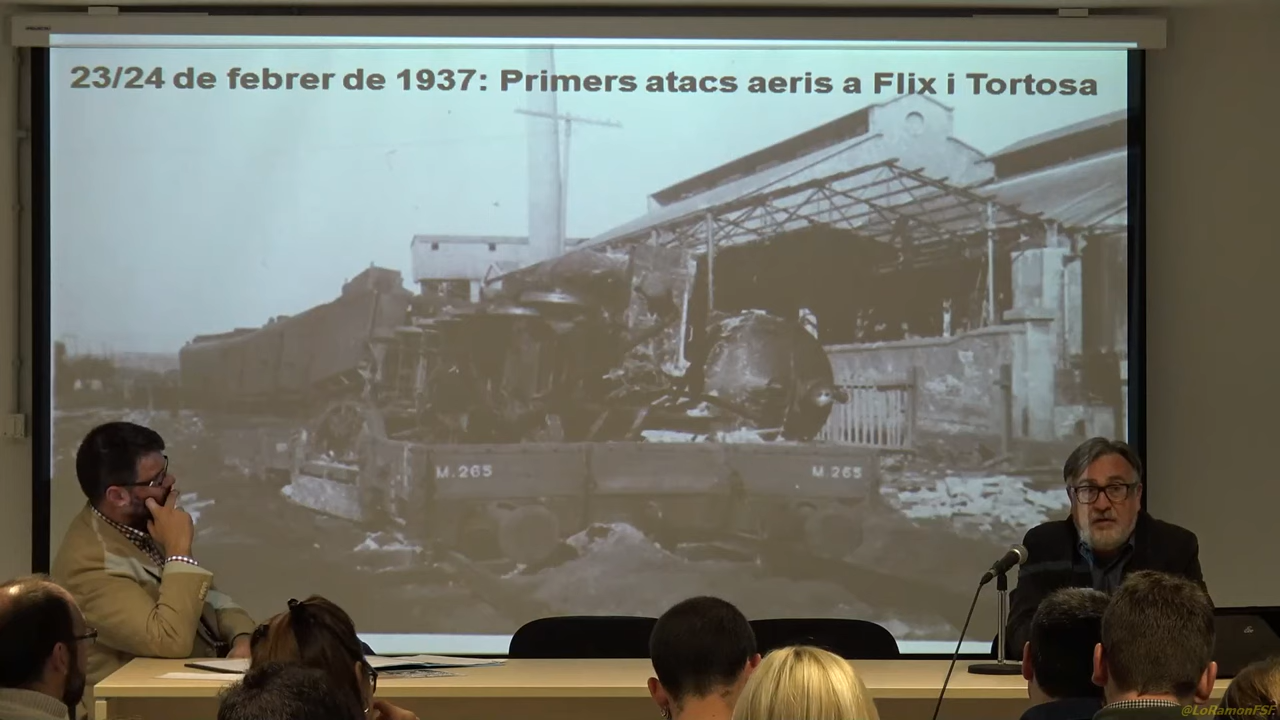 23/24 de febrer de 1937: Primers atacs aeris a Flix i Tortosa
M.265 M.265
@LoRamonFSF